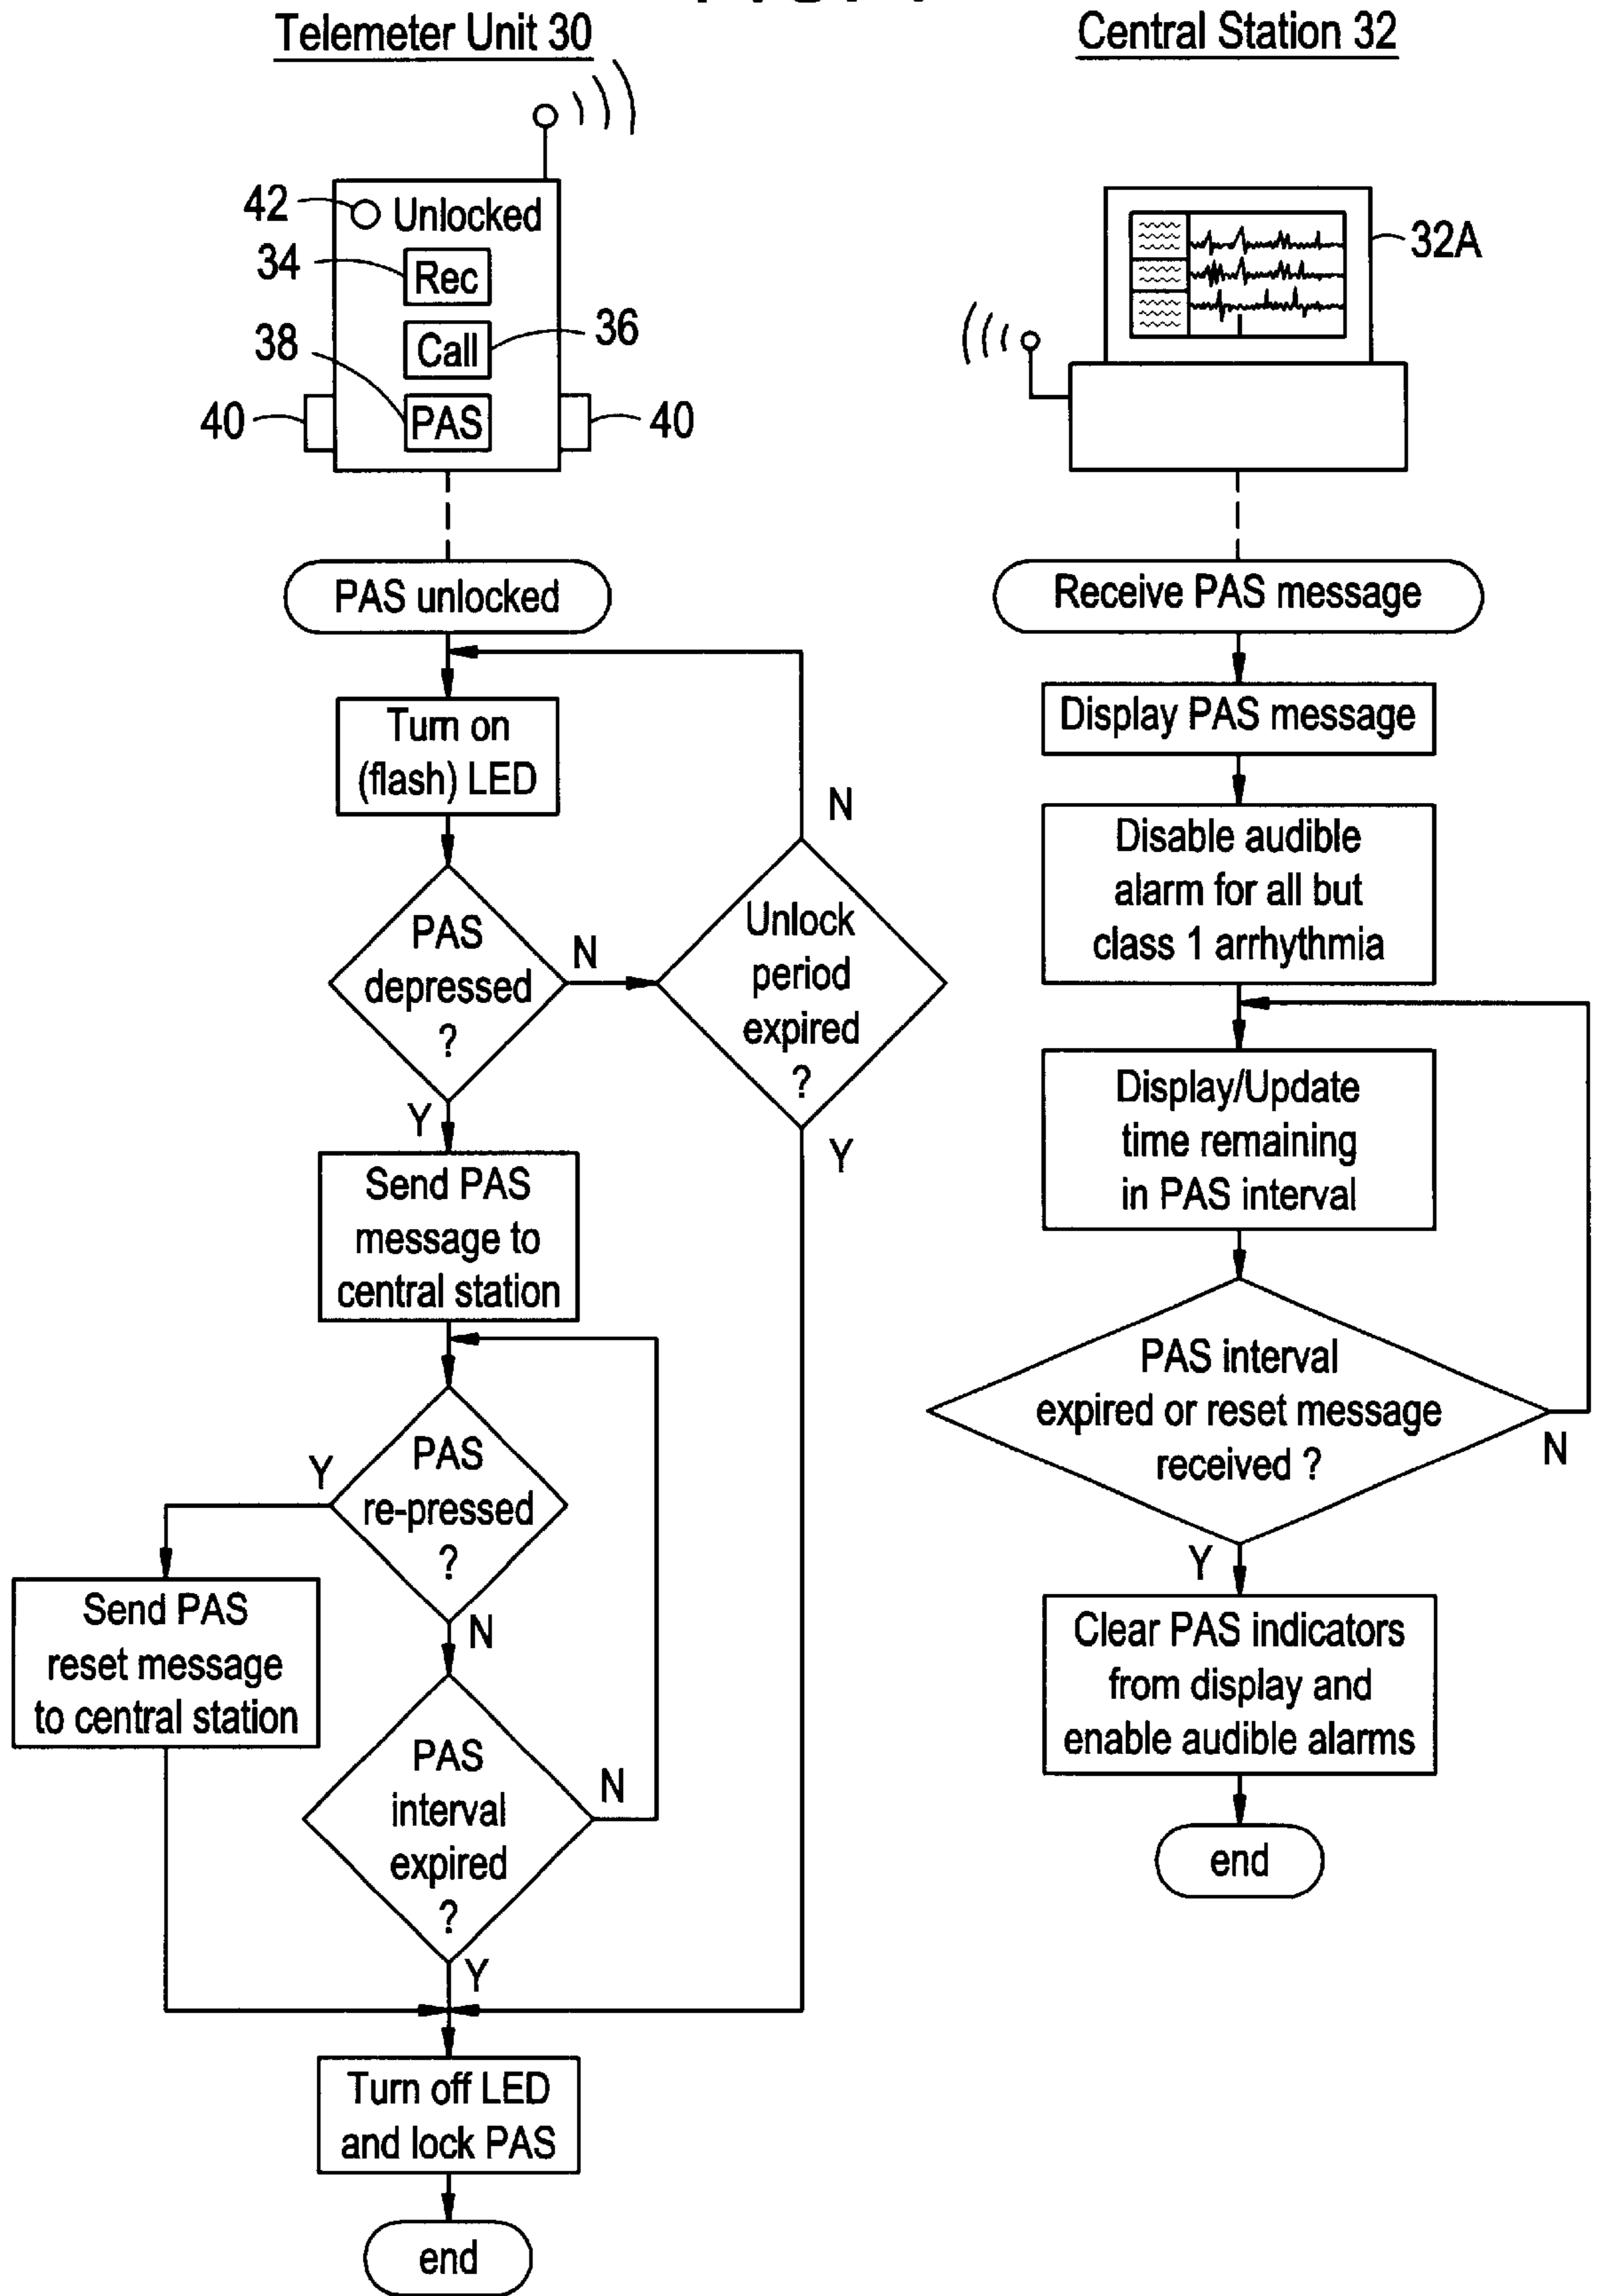 Telemeter Unit 30
42
Unlocked
34
Rec
Call
36
38
40
PAS
40
PAS unlocked
Turn on
(flash) LED
PAS
depressed
?
N
Unlock
period
expired
?
N
Y
Y
Send PAS
message to
central station
PAS
re-pressed
?
Y
N
Send PAS
reset message
to central station
PAS
interval
expired
?
N
Y
Turn off LED
and lock PAS
end
Central Station 32
32A
Receive PAS message
Display PAS message
Disable audible
alarm for all but
class 1 arrhythmia
Display/Update
time remaining
in PAS interval
PAS interval
expired or reset message
received ?
N
Y
Clear PAS indicators
from display and
enable audible alarms
end